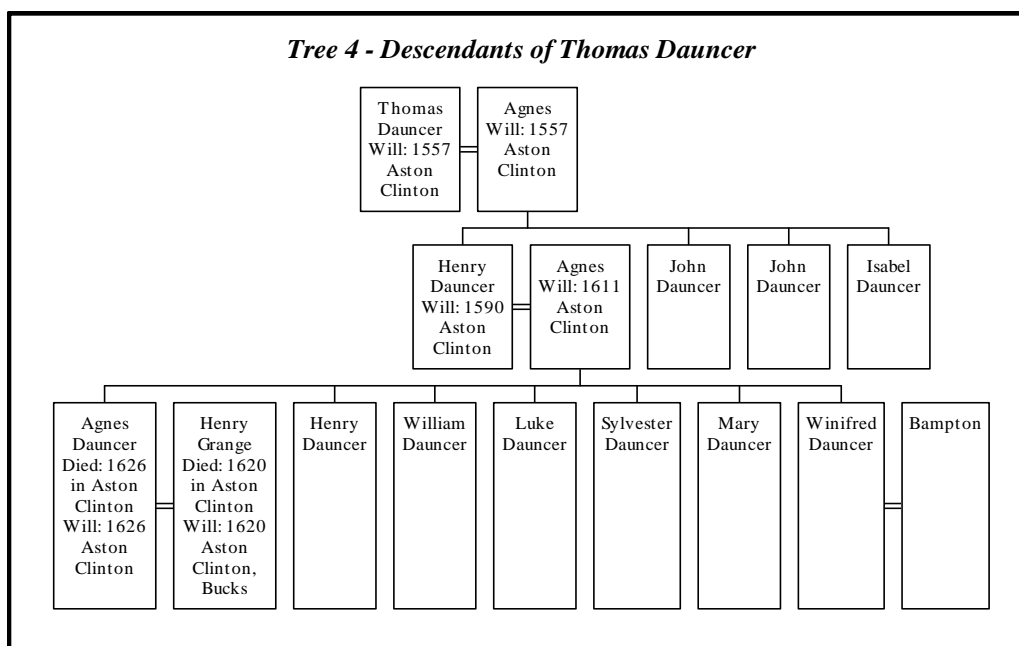 Tree 4 - Descendants of Thomas Dauncer
Thomas
Dauncer
Will: 1557
Aston
Clinton
Agnes
Will: 1557
Aston
Clinton
Henry
Dauncer
Will: 1590
Aston
Clinton
Agnes
Will: 1611
Aston
Clinton
John
Dauncer
John
Dauncer
Isabel
Dauncer
Agnes
Dauncer
Died: 1626
in Aston
Clinton
Will: 1626
Aston
Clinton
Henry
Grange
Died: 1620
in Aston
Clinton
Will: 1620
Aston
Clinton,
Bucks
Henry
Dauncer
William
Dauncer
Luke
Dauncer
Sylvester
Dauncer
Mary
Dauncer
Winifred
Dauncer
Bampton